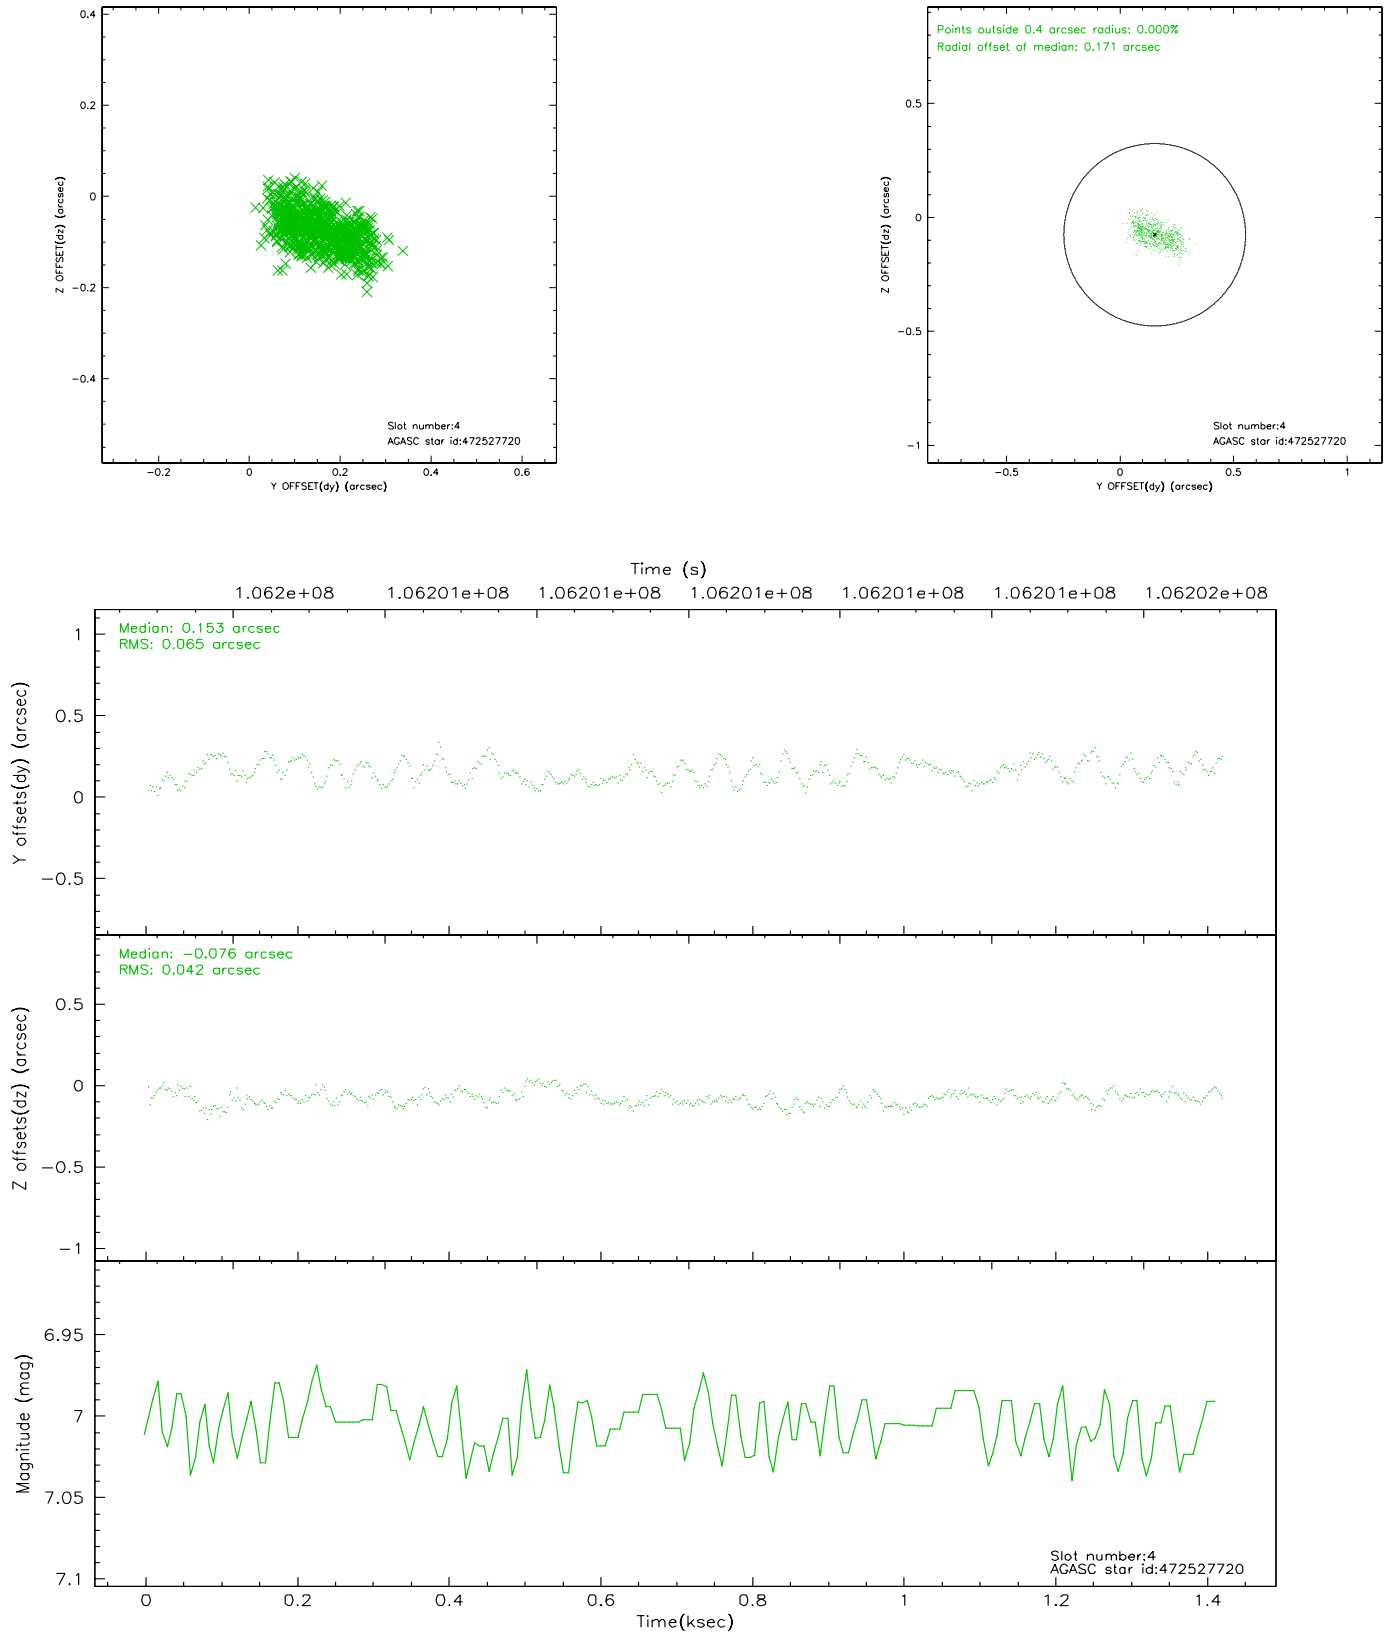 0.4
0.2
0
−0.2
−0.4
Z OFFSET(dz) (arcsec)
Slot number:4
AGASC star id:472527720
−0.2 0 0.2 0.4 0.6
Y OFFSET(dy) (arcsec)
Points outside 0.4 arcsec radius: 0.000%
Radial offset of median: 0.171 arcsec
0.5
0
−0.5
−1
Z OFFSET(dz) (arcsec)
Slot number:4
AGASC star id:472527720
−0.5 0 0.5 1
Y OFFSET(dy) (arcsec)
Time (s)
1.062e+08 1.06201e+08 1.06201e+08 1.06201e+08 1.06201e+08 1.06201e+08 1.06202e+08
Median: 0.153 arcsec
RMS: 0.065 arcsec
1
0.5
0
−0.5
Y offsets(dy) (arcsec)
Median: −0.076 arcsec
RMS: 0.042 arcsec
0.5
0
−0.5
−1
Z offsets(dz) (arcsec)
6.95
7
7.05
7.1
Magnitude (mag)
Slot number:4
AGASC star id:472527720
0 0.2 0.4 0.6 0.8 1 1.2 1.4
Time(ksec)